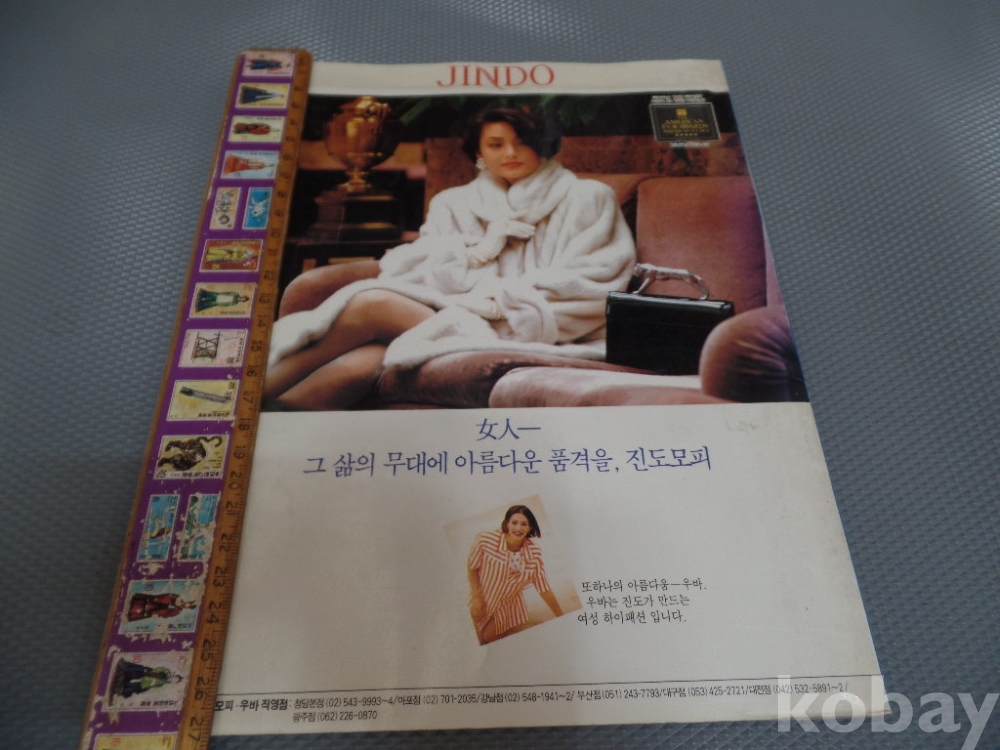 JINDO
AMERICAN
女人—
그 삶의 무대에 아름다운 품격을, 진도모피
또하나의 아름다움—우바.
우바는 진도가 만드는
여성 하이패션 입니다.
모피·우바 직영점: 청담본점 (02) 543-9993~4/마포점 (02) 701-2035/강남점 (02) 548-1941~2/부산점 (051) 243-7793/대구점 (053) 425-2721/대전점 (042) 532-5891~2/
광주점 (062) 226-0870
kobay